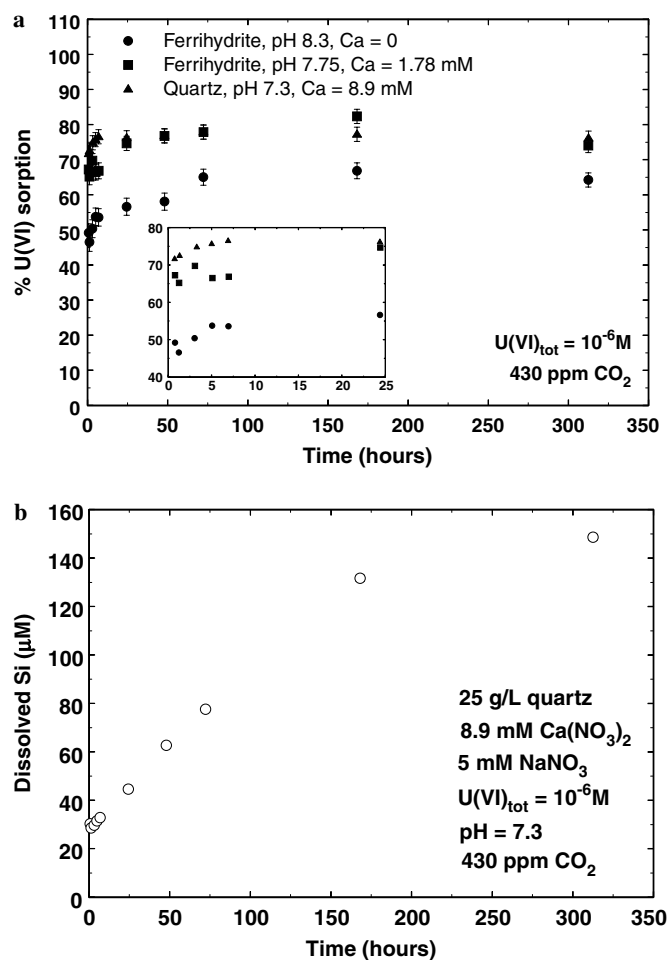 a
110
100
90
80
70
60
50
40
30
20
10
0
% U(VI) sorption
Ferrihydrite, pH 8.3, Ca = 0
Ferrihydrite, pH 7.75, Ca = 1.78 mM
Quartz, pH 7.3, Ca = 8.9 mM
80
70
60
50
40
0 5 10 15 20 25
U(VI)tot = 10⁻⁶M
430 ppm CO₂
0 50 100 150 200 250 300 350
Time (hours)
b
160
140
120
100
80
60
40
20
0
Dissolved Si (μM)
25 g/L quartz
8.9 mM Ca(NO₃)₂
5 mM NaNO₃
U(VI)tot = 10⁻⁶M
pH = 7.3
430 ppm CO₂
0 50 100 150 200 250 300 350
Time (hours)